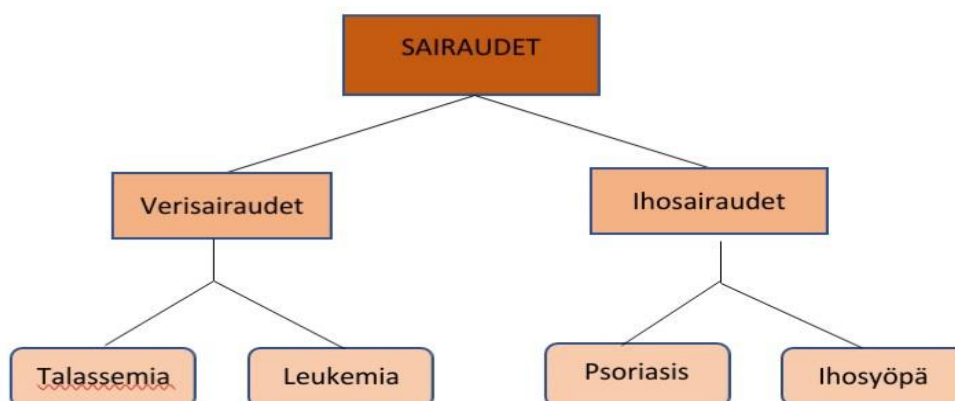 SAIRAUDET
Verisairaudet
Ihosairaudet
Talassemia
Leukemia
Psoriasis
Ihosyöpä